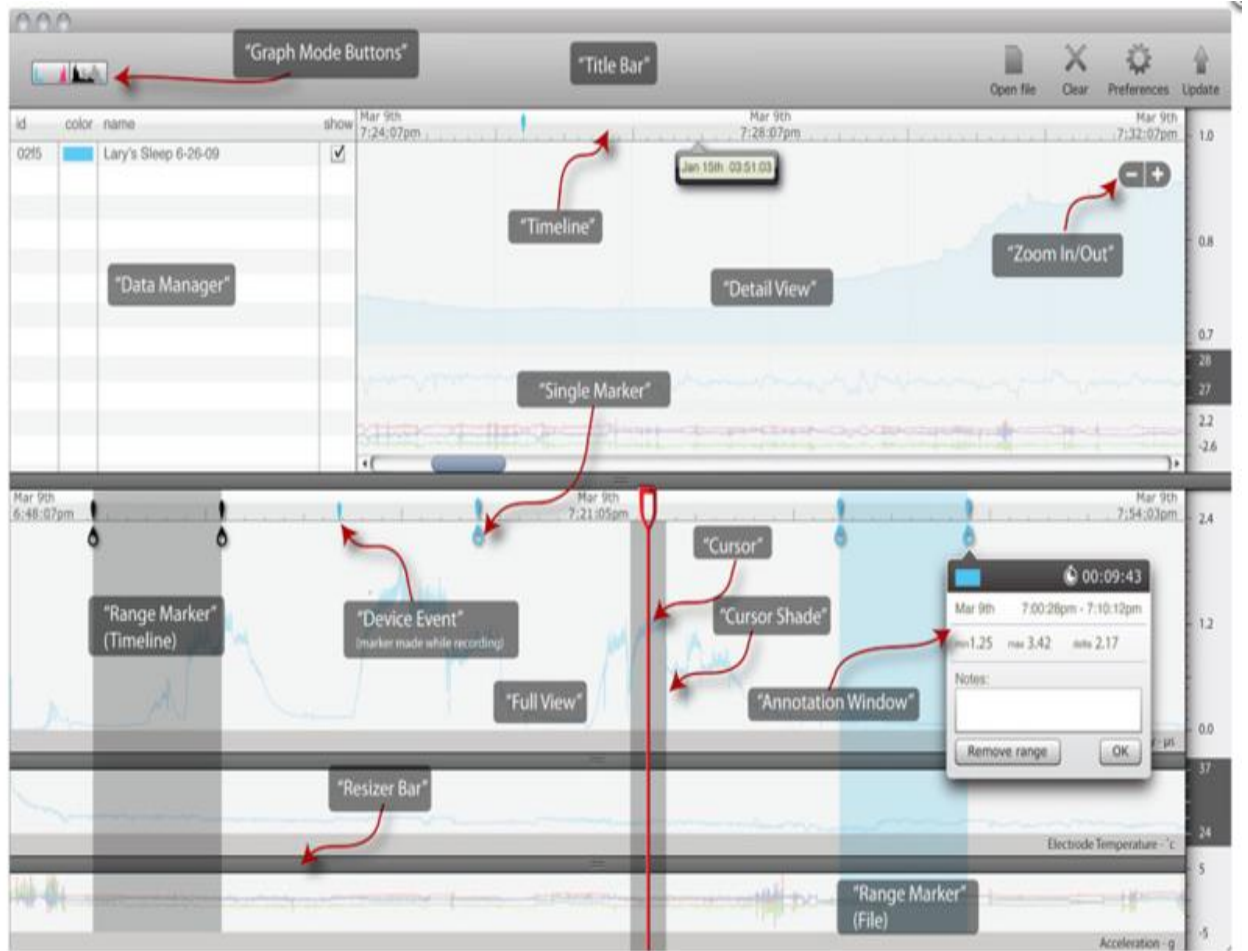 "Graph Mode Buttons"
"Title Bar"
Open file
Clear
Preferences
Update
id
color
name
show
02f5
Lary's Sleep 6-26-09
Mar 9th
7:24:07pm
Mar 9th
7:28:07pm
Mar 9th
7:32:07pm
1.0
Jan 15th 03:51:03
"Timeline"
"Zoom In/Out"
0.8
"Data Manager"
"Detail View"
0.7
28
27
"Single Marker"
2.2
-2.6
Mar 9th
6:48:07pm
Mar 9th
7:21:05pm
Mar 9th
7:54:03pm
2.4
"Cursor"
00:09:43
"Range Marker"
(Timeline)
"Device Event"
(marker made while recording)
"Cursor Shade"
Mar 9th 7:00:26pm - 7:10:12pm
1.2
min 1.25 max 3.42 delta 2.17
"Full View"
"Annotation Window"
Notes:
0.0
- μs
Remove range
OK
37
"Resizer Bar"
24
Electrode Temperature - °c
5
"Range Marker"
(File)
-5
Acceleration - g